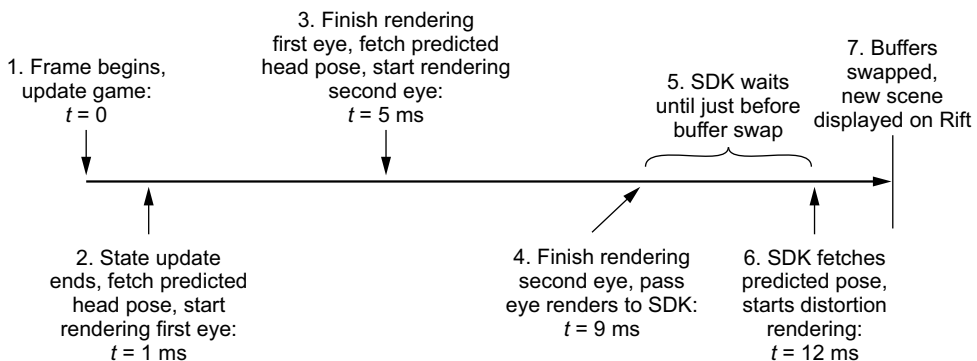 1. Frame begins,
update game:
t = 0
2. State update
ends, fetch predicted
head pose, start
rendering first eye:
t = 1 ms
3. Finish rendering
first eye, fetch predicted
head pose, start rendering
second eye:
t = 5 ms
4. Finish rendering
second eye, pass
eye renders to SDK:
t = 9 ms
5. SDK waits
until just before
buffer swap
6. SDK fetches
predicted pose,
starts distortion
rendering:
t = 12 ms
7. Buffers
swapped,
new scene
displayed on Rift